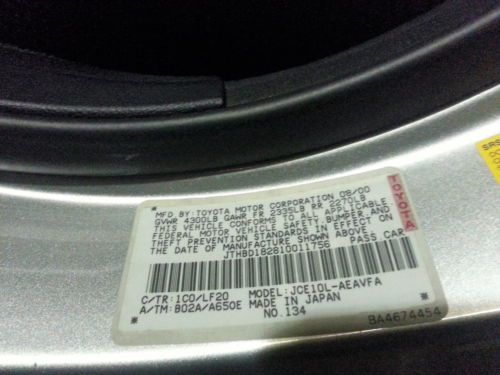 MFD BY: TOYOTA MOTOR CORPORATION 08/00
GVWR 4300LB GAWR FR 2335LB RR 2270LB
THIS VEHICLE CONFORMS TO ALL APPLICABLE
FEDERAL MOTOR VEHICLE SAFETY, BUMPER, AND
THEFT PREVENTION STANDARDS IN EFFECT ON
THE DATE OF MANUFACTURE SHOWN ABOVE.
JTHBD182810011756 PASS CAR
C/TR: 1C0/LF20 MODEL: JCE10L-AEAVFA
A/TM: B02A/A650E MADE IN JAPAN
NO. 134
BA4674454
TOYOTA
SRS